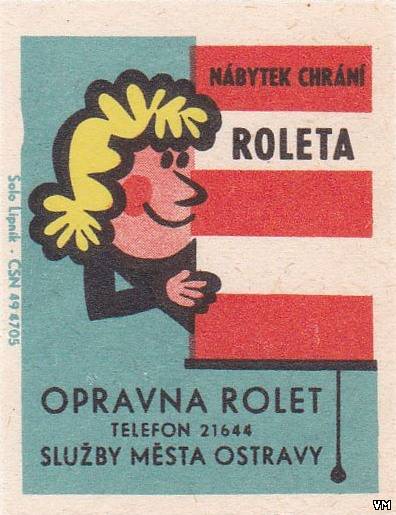 NÁBYTEK CHRÁNÍ
ROLETA
OPRAVNA ROLET
TELEFON 21644
SLUŽBY MĚSTA OSTRAVY
Solo Lipník · ČSN 49 4705
VM